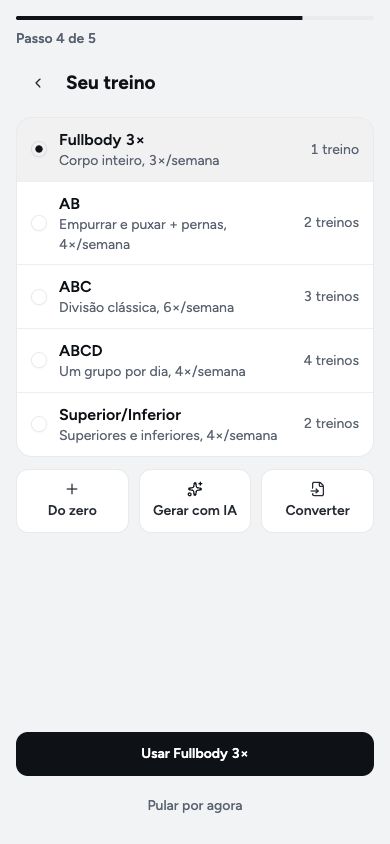 Passo 4 de 5
Seu treino
Fullbody 3×
Corpo inteiro, 3×/semana
1 treino
AB
Empurrar e puxar + pernas,
4×/semana
2 treinos
ABC
Divisão clássica, 6×/semana
3 treinos
ABCD
Um grupo por dia, 4×/semana
4 treinos
Superior/Inferior
Superiores e inferiores, 4×/semana
2 treinos
Do zero
Gerar com IA
Converter
Usar Fullbody 3×
Pular por agora